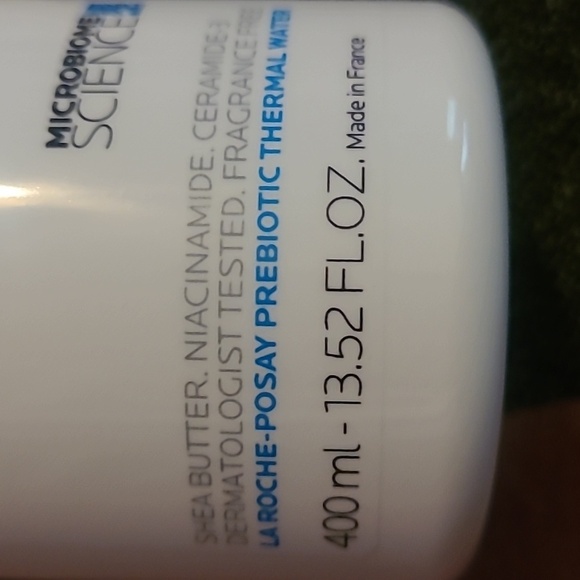 MICROBIOME
SCIENCE
SHEA BUTTER. NIACINAMIDE. CERAMIDE-3
DERMATOLOGIST TESTED. FRAGRANCE FREE
LA ROCHE-POSAY PREBIOTIC THERMAL WATER
400 ml - 13.52 FL.OZ. Made in France